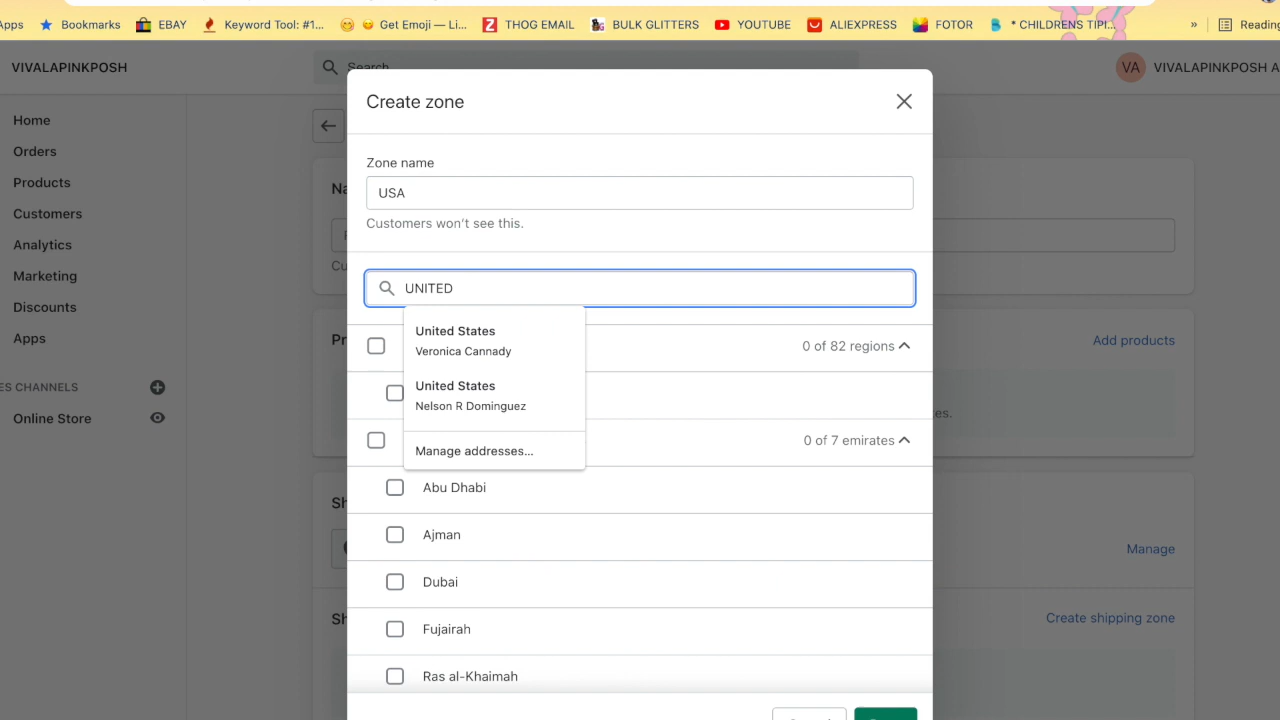 Apps
Bookmarks
EBAY
Keyword Tool: #1...
Get Emoji — Li...
THOG EMAIL
BULK GLITTERS
YOUTUBE
ALIEXPRESS
FOTOR
* CHILDRENS TIPI...
»
Reading
VIVALAPINKPOSH
Search
VA
VIVALAPINKPOSH A
Home
Orders
Products
Customers
Analytics
Marketing
Discounts
Apps
ES CHANNELS
Online Store
Create zone
Zone name
USA
Customers won't see this.
UNITED
United States
Veronica Cannady
United States
Nelson R Dominguez
Manage addresses...
0 of 82 regions
0 of 7 emirates
Abu Dhabi
Ajman
Dubai
Fujairah
Ras al-Khaimah
Na
Cu
Pr
Add products
es.
Sh
Manage
Sh
Create shipping zone